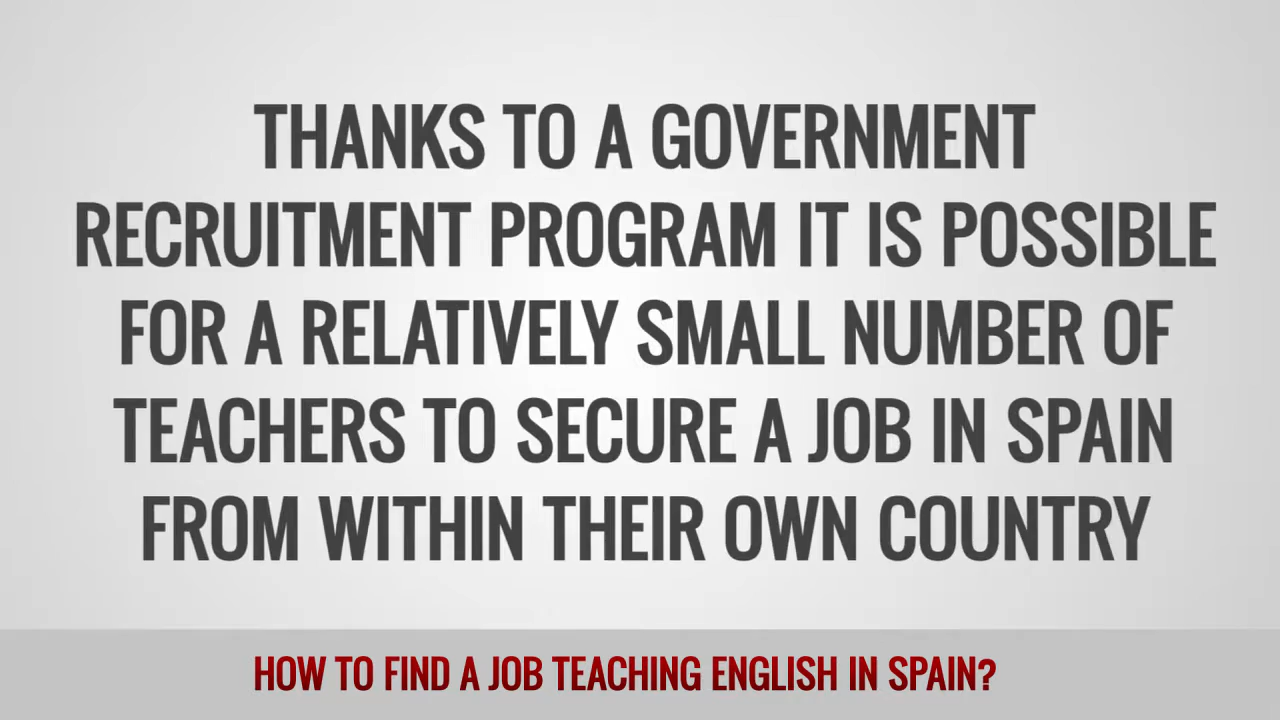 THANKS TO A GOVERNMENT
RECRUITMENT PROGRAM IT IS POSSIBLE
FOR A RELATIVELY SMALL NUMBER OF
TEACHERS TO SECURE A JOB IN SPAIN
FROM WITHIN THEIR OWN COUNTRY
HOW TO FIND A JOB TEACHING ENGLISH IN SPAIN?